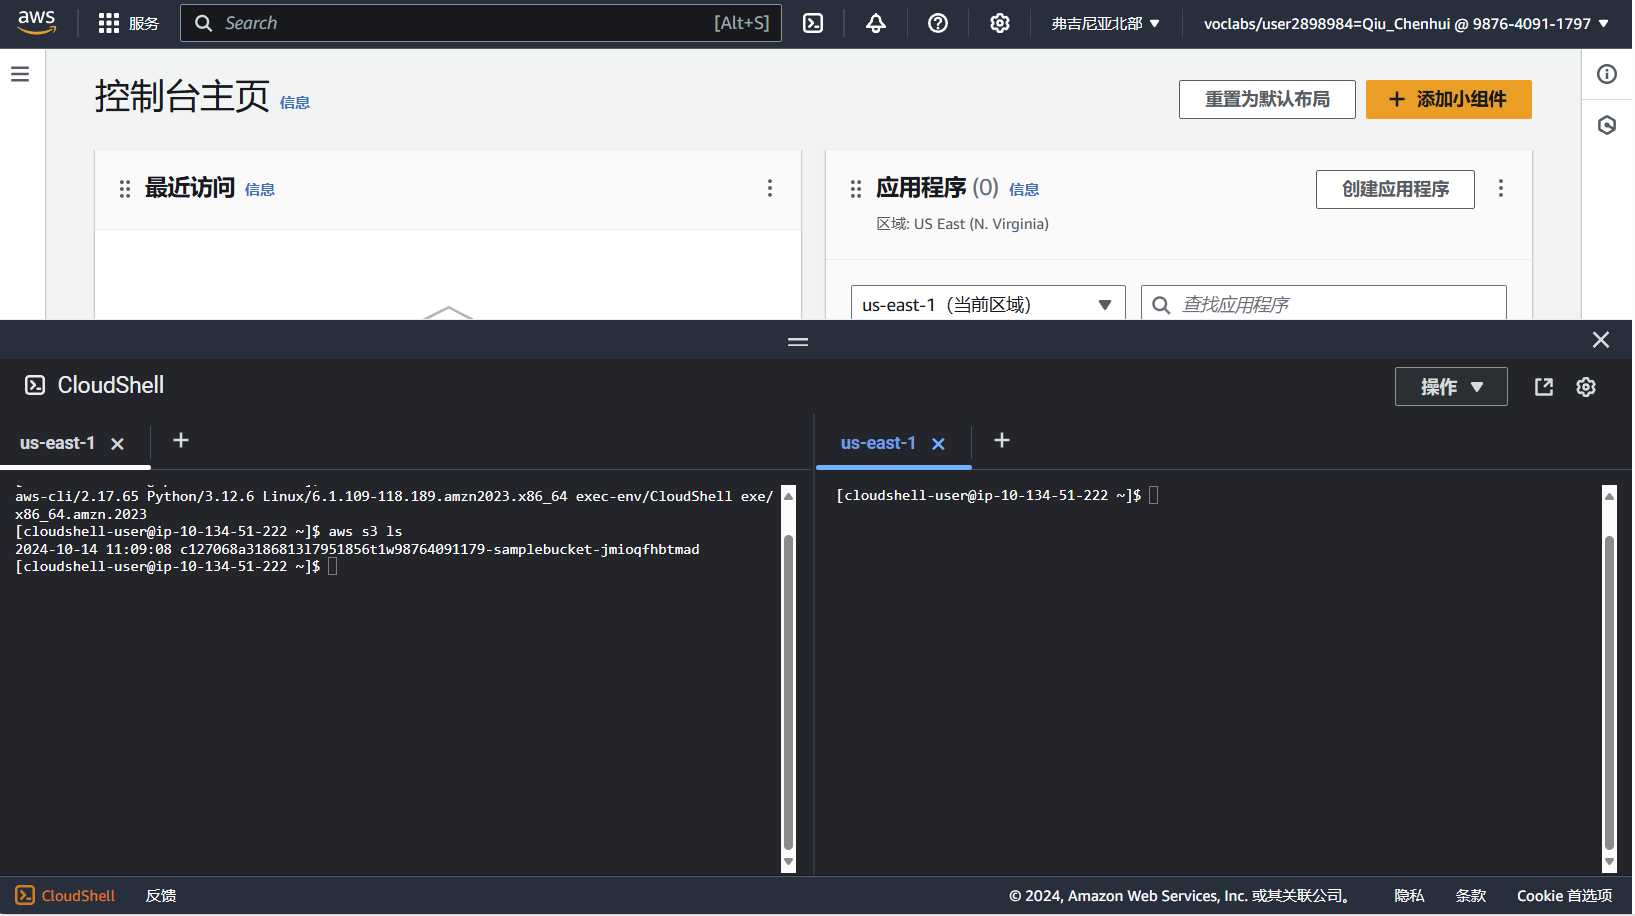 aws
服务
Search
[Alt+S]
弗吉尼亚北部
voclabs/user2898984=Qiu_Chenhui @ 9876-4091-1797
控制台主页 信息
重置为默认布局
添加小组件
最近访问 信息
应用程序 (0) 信息
区域: US East (N. Virginia)
创建应用程序
us-east-1（当前区域）
查找应用程序
CloudShell
操作
us-east-1
us-east-1
aws-cli/2.17.65 Python/3.12.6 Linux/6.1.109-118.189.amzn2023.x86_64 exec-env/CloudShell exe/
x86_64.amzn.2023
[cloudshell-user@ip-10-134-51-222 ~]$ aws s3 ls
2024-10-14 11:09:08 c127068a3186813l7951856t1w98764091179-samplebucket-jmioqfhbtmad
[cloudshell-user@ip-10-134-51-222 ~]$
[cloudshell-user@ip-10-134-51-222 ~]$
CloudShell
反馈
© 2024, Amazon Web Services, Inc. 或其关联公司。
隐私
条款
Cookie 首选项